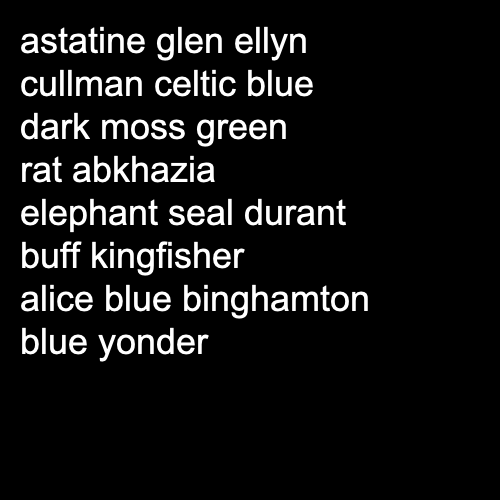 astatine glen ellyn
cullman celtic blue
dark moss green
rat abkhazia
elephant seal durant
buff kingfisher
alice blue binghamton
blue yonder